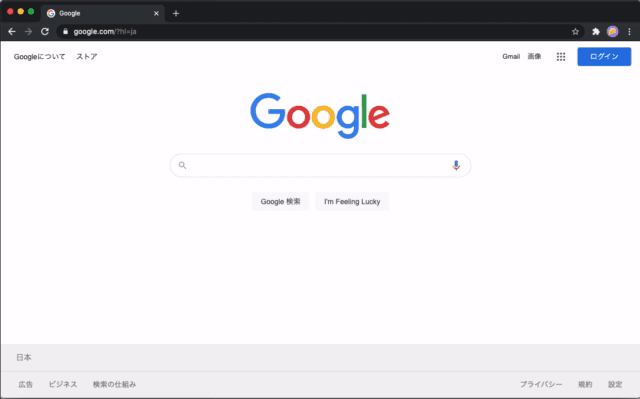 Google
google.com/?hl=ja
Googleについて ストア Gmail 画像 ログイン
Google
Google 検索 I'm Feeling Lucky
日本
広告 ビジネス 検索の仕組み プライバシー 規約 設定